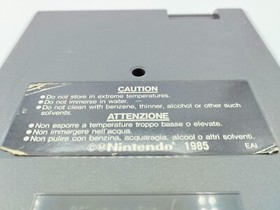 CAUTION
● Do not store in extreme temperatures.
● Do not immerse in water.
● Do not clean with benzene, thinner, alcohol or other such
solvents.
ATTENZIONE
● Non esporre a temperature troppo basse o elevate.
● Non immergere nell'acqua.
● Non pulire con benzina, acquaragia, alcool o altri solventi.
©® Nintendo® 1985
EAI